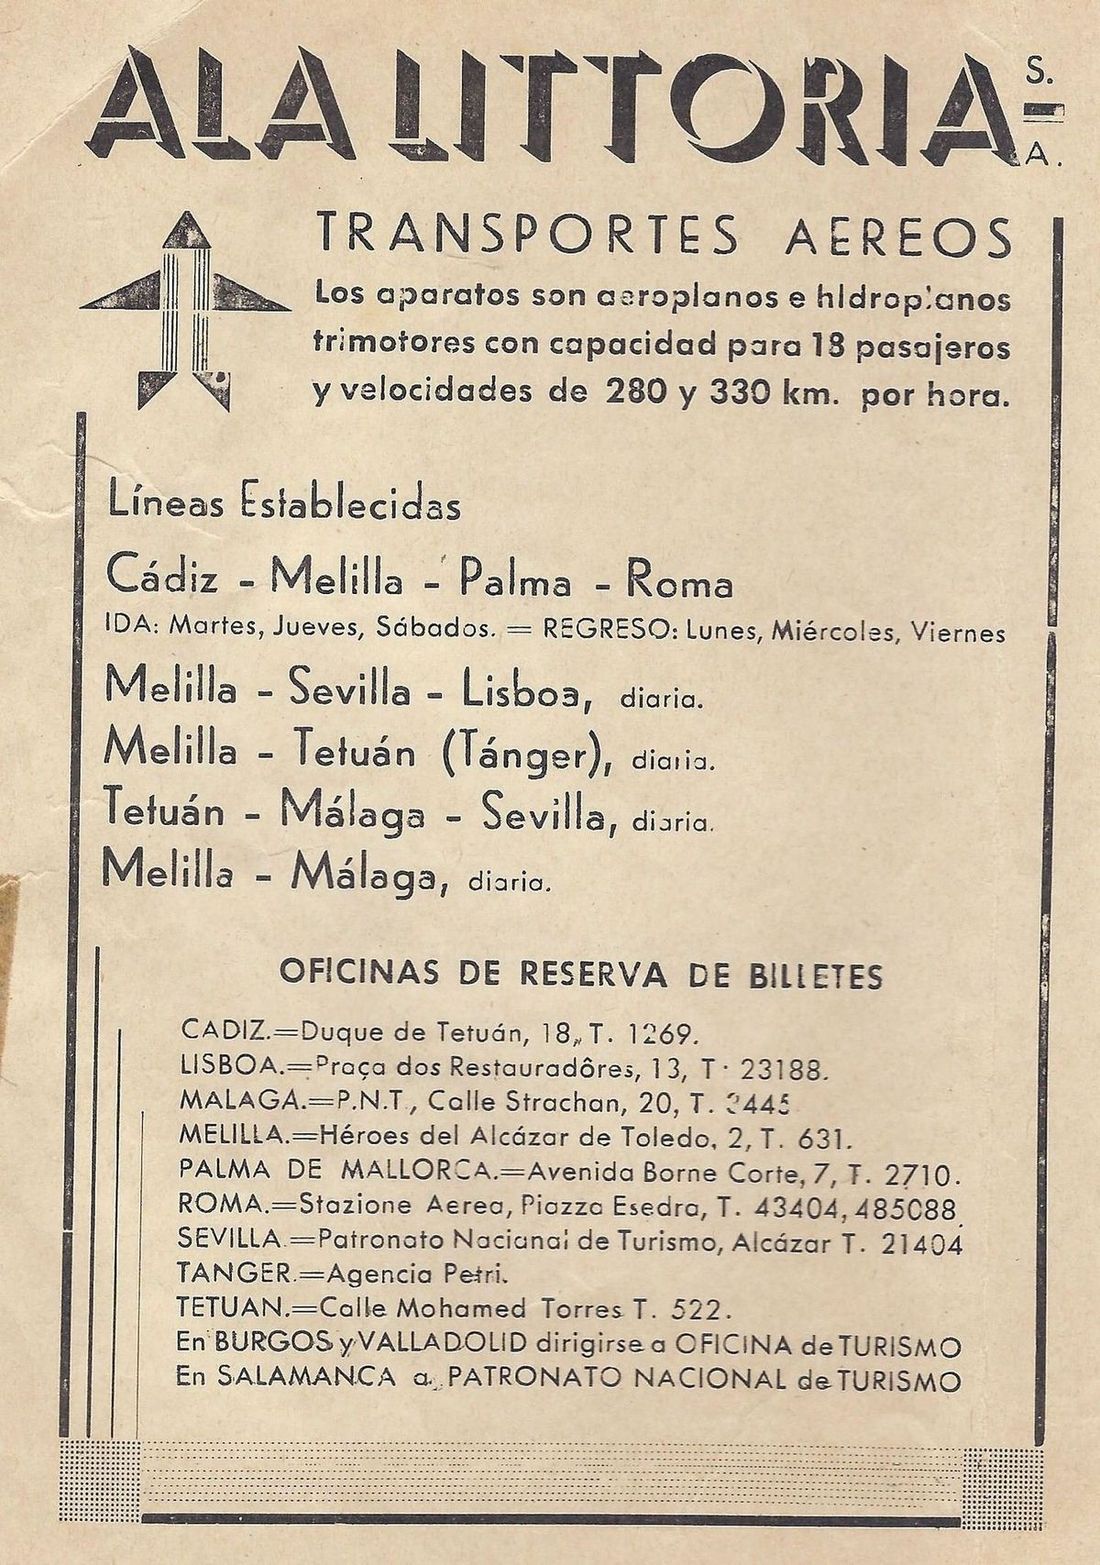 ALA LITTORIA S. A.
TRANSPORTES AEREOS
Los aparatos son aeroplanos e hidroplanos
trimotores con capacidad para 18 pasajeros
y velocidades de 280 y 330 km. por hora.
Líneas Establecidas
Cádiz - Melilla - Palma - Roma
IDA: Martes, Jueves, Sábados. = REGRESO: Lunes, Miércoles, Viernes
Melilla - Sevilla - Lisboa, diaria.
Melilla - Tetuán (Tánger), diaria.
Tetuán - Málaga - Sevilla, diaria.
Melilla - Málaga, diaria.
OFICINAS DE RESERVA DE BILLETES
CADIZ.=Duque de Tetuán, 18,, T. 1269.
LISBOA.=Praça dos Restauradôres, 13, T. 23188.
MALAGA.=P.N.T., Calle Strachan, 20, T.
MELILLA.=Héroes del Alcázar de Toledo, 2, T. 631.
PALMA DE MALLORCA.=Avenida Borne Corte, 7, T. 2710.
ROMA.=Stazione Aerea, Piazza Esedra, T. 43404, 485088.
SEVILLA.=Patronato Nacional de Turismo, Alcázar T. 21404
TANGER.=Agencia Petri.
TETUAN.=Calle Mohamed Torres T. 522.
En BURGOS y VALLADOLID dirigirse a OFICINA de TURISMO
En SALAMANCA a PATRONATO NACIONAL de TURISMO